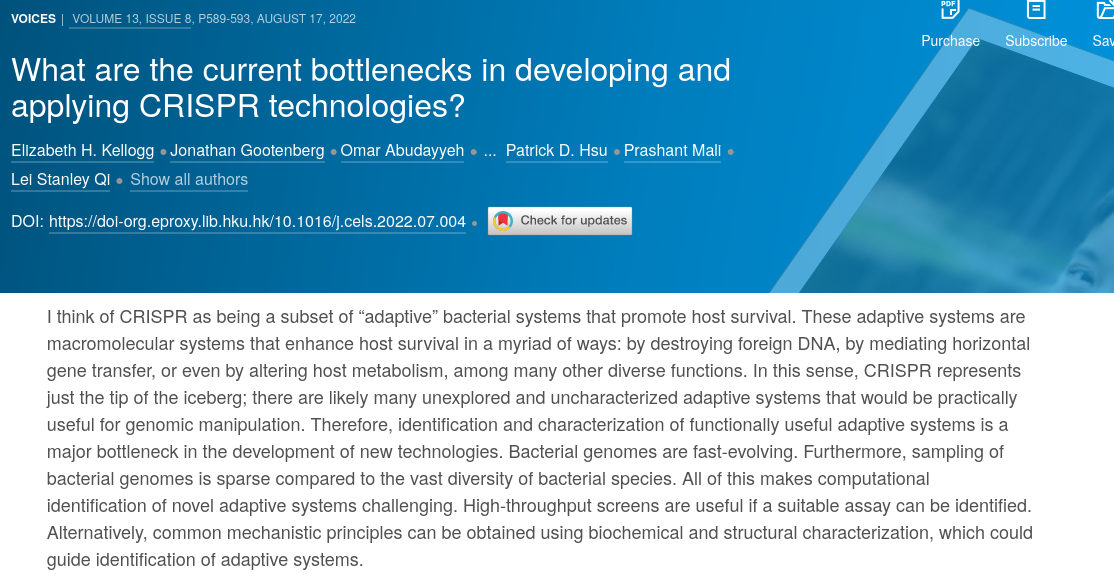 VOICES | VOLUME 13, ISSUE 8, P589-593, AUGUST 17, 2022
PDF
Purchase Subscribe
What are the current bottlenecks in developing and
applying CRISPR technologies?
Elizabeth H. Kellogg • Jonathan Gootenberg • Omar Abudayyeh • ... Patrick D. Hsu • Prashant Mali •
Lei Stanley Qi • Show all authors
DOI: https://doi-org.eproxy.lib.hku.hk/10.1016/j.cels.2022.07.004 • Check for updates
I think of CRISPR as being a subset of “adaptive” bacterial systems that promote host survival. These adaptive systems are
macromolecular systems that enhance host survival in a myriad of ways: by destroying foreign DNA, by mediating horizontal
gene transfer, or even by altering host metabolism, among many other diverse functions. In this sense, CRISPR represents
just the tip of the iceberg; there are likely many unexplored and uncharacterized adaptive systems that would be practically
useful for genomic manipulation. Therefore, identification and characterization of functionally useful adaptive systems is a
major bottleneck in the development of new technologies. Bacterial genomes are fast-evolving. Furthermore, sampling of
bacterial genomes is sparse compared to the vast diversity of bacterial species. All of this makes computational
identification of novel adaptive systems challenging. High-throughput screens are useful if a suitable assay can be identified.
Alternatively, common mechanistic principles can be obtained using biochemical and structural characterization, which could
guide identification of adaptive systems.